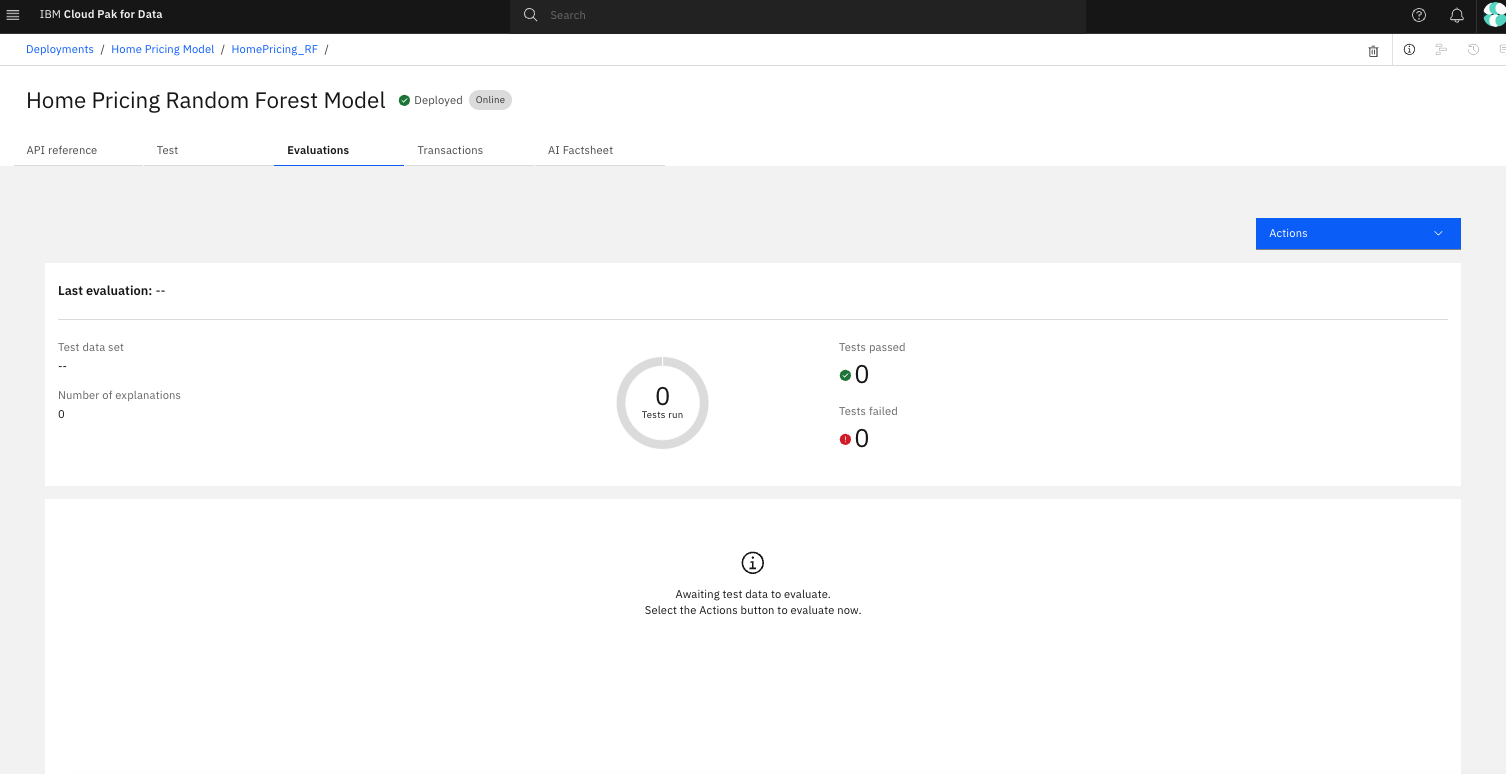 IBM Cloud Pak for Data
Search
Deployments / Home Pricing Model / HomePricing_RF /
Home Pricing Random Forest Model
Deployed
Online
API reference
Test
Evaluations
Transactions
AI Factsheet
Actions
Last evaluation: --
Test data set
--
Number of explanations
0
0
Tests run
Tests passed
0
Tests failed
0
Awaiting test data to evaluate.
Select the Actions button to evaluate now.